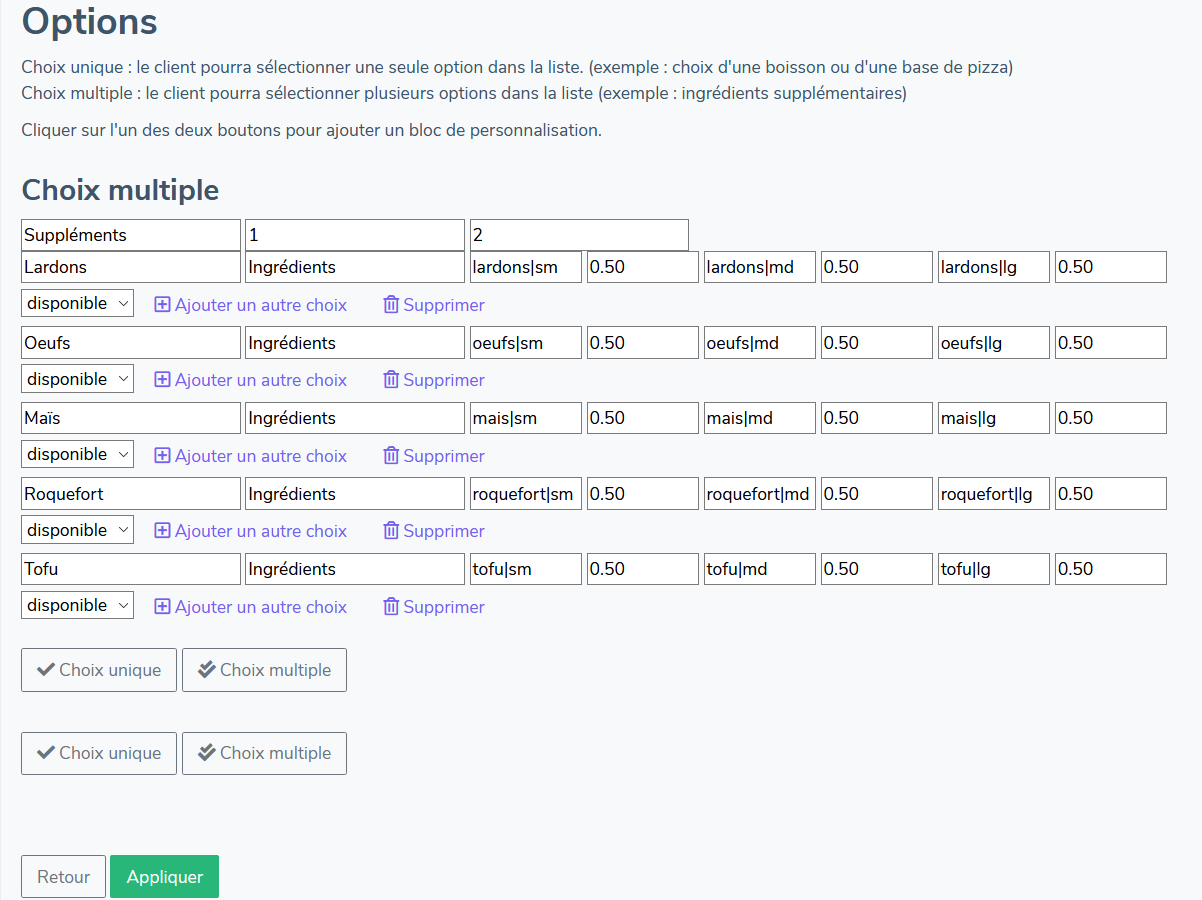 Options
Choix unique : le client pourra sélectionner une seule option dans la liste. (exemple : choix d'une boisson ou d'une base de pizza)
Choix multiple : le client pourra sélectionner plusieurs options dans la liste (exemple : ingrédients supplémentaires)
Cliquer sur l'un des deux boutons pour ajouter un bloc de personnalisation.
Choix multiple
Suppléments 1 2
Lardons Ingrédients lardons|sm 0.50 lardons|md 0.50 lardons|lg 0.50
disponible Ajouter un autre choix Supprimer
Oeufs Ingrédients oeufs|sm 0.50 oeufs|md 0.50 oeufs|lg 0.50
disponible Ajouter un autre choix Supprimer
Maïs Ingrédients mais|sm 0.50 mais|md 0.50 mais|lg 0.50
disponible Ajouter un autre choix Supprimer
Roquefort Ingrédients roquefort|sm 0.50 roquefort|md 0.50 roquefort|lg 0.50
disponible Ajouter un autre choix Supprimer
Tofu Ingrédients tofu|sm 0.50 tofu|md 0.50 tofu|lg 0.50
disponible Ajouter un autre choix Supprimer
Choix unique Choix multiple
Choix unique Choix multiple
Retour Appliquer